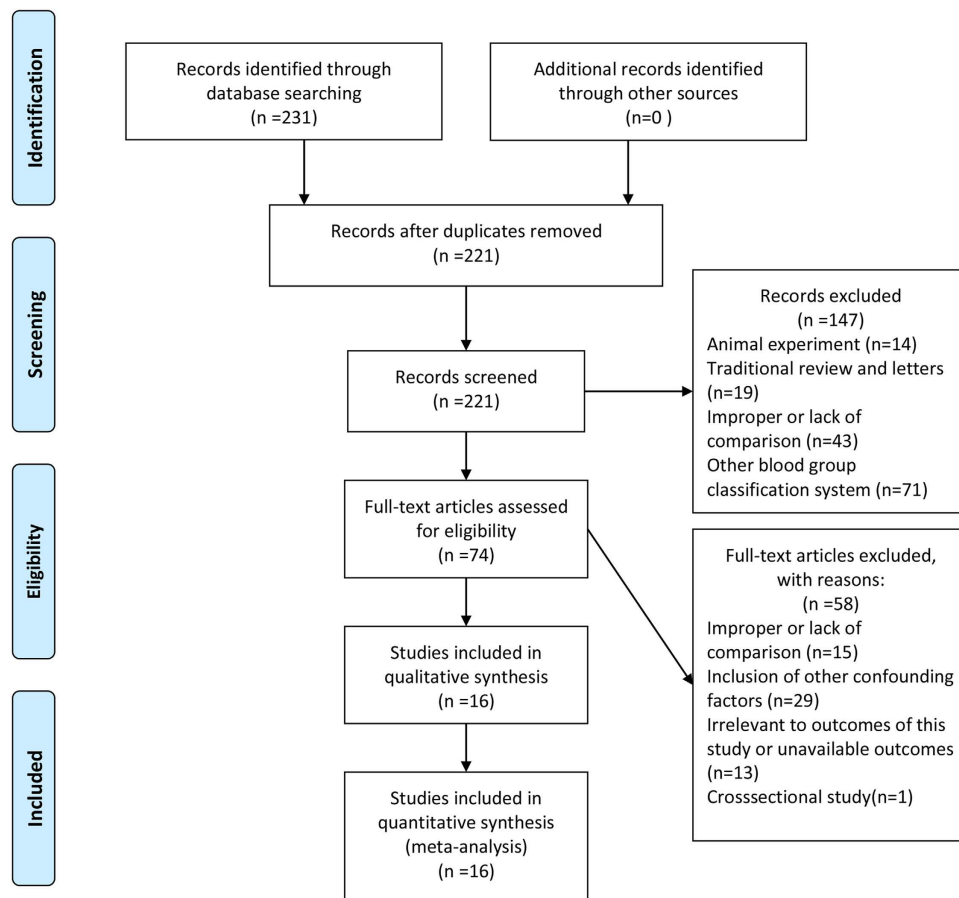 Identification
Records identified through
database searching
(n =231)
Additional records identified
through other sources
(n=0 )
Records after duplicates removed
(n =221)
Screening
Records screened
(n =221)
Records excluded
(n =147)
Animal experiment (n=14)
Traditional review and letters
(n=19)
Improper or lack of
comparison (n=43)
Other blood group
classification system (n=71)
Eligibility
Full-text articles assessed
for eligibility
(n =74)
Full-text articles excluded,
with reasons:
(n =58)
Improper or lack of
comparison (n=15)
Inclusion of other confounding
factors (n=29)
Irrelevant to outcomes of this
study or unavailable outcomes
(n=13)
Crosssectional study(n=1)
Studies included in
qualitative synthesis
(n =16)
Included
Studies included in
quantitative synthesis
(meta-analysis)
(n =16)